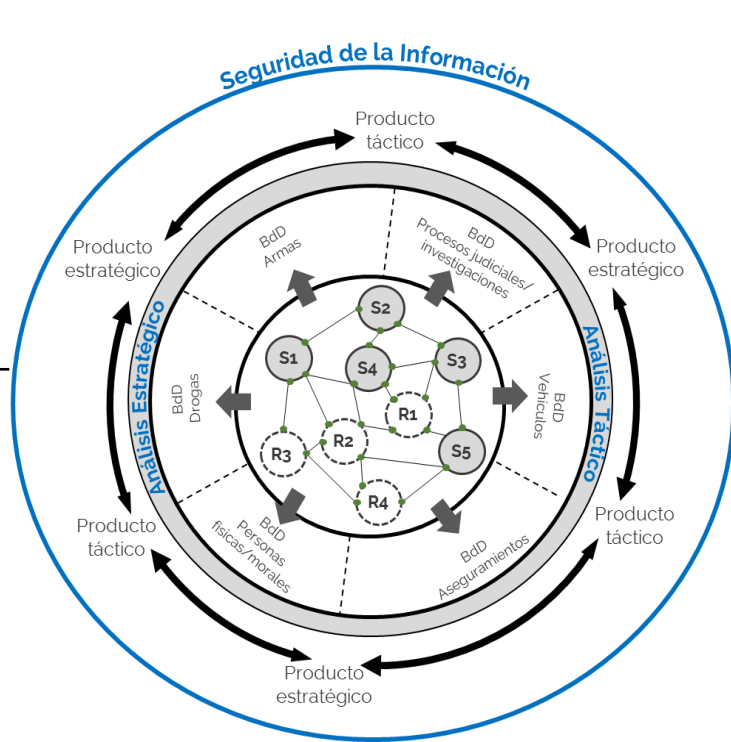 Seguridad de la Información
Producto
táctico
Producto
estratégico
Producto
estratégico
BdD
Armas
BdD
Procesos judiciales/
investigaciones
S2
S1
S4
S3
Análisis Estratégico
Análisis Táctico
BdD
Drogas
BdD
Vehiculos
R1
R2
R3
S5
R4
Producto
táctico
Producto
táctico
BdD
Personas
físicas/morales
BdD
Aseguramientos
Producto
estratégico